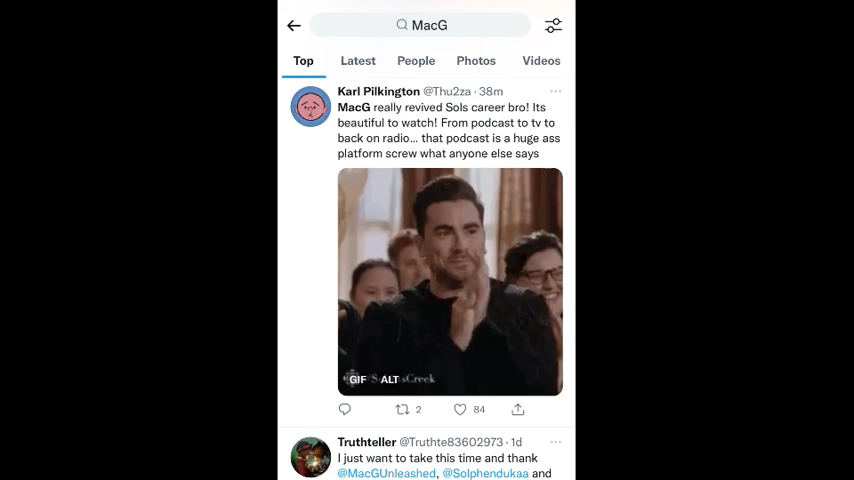 MacG
Top
Latest
People
Photos
Videos
Karl Pilkington @Thu2za · 38m
MacG really revived Sols career bro! Its
beautiful to watch! From podcast to tv to
back on radio... that podcast is a huge ass
platform screw what anyone else says
GIF ALT
Creek
2
84
Truthteller @Truthte83602973 · 1d
I just want to take this time and thank
@MacGUnleashed, @Solphendukaa and